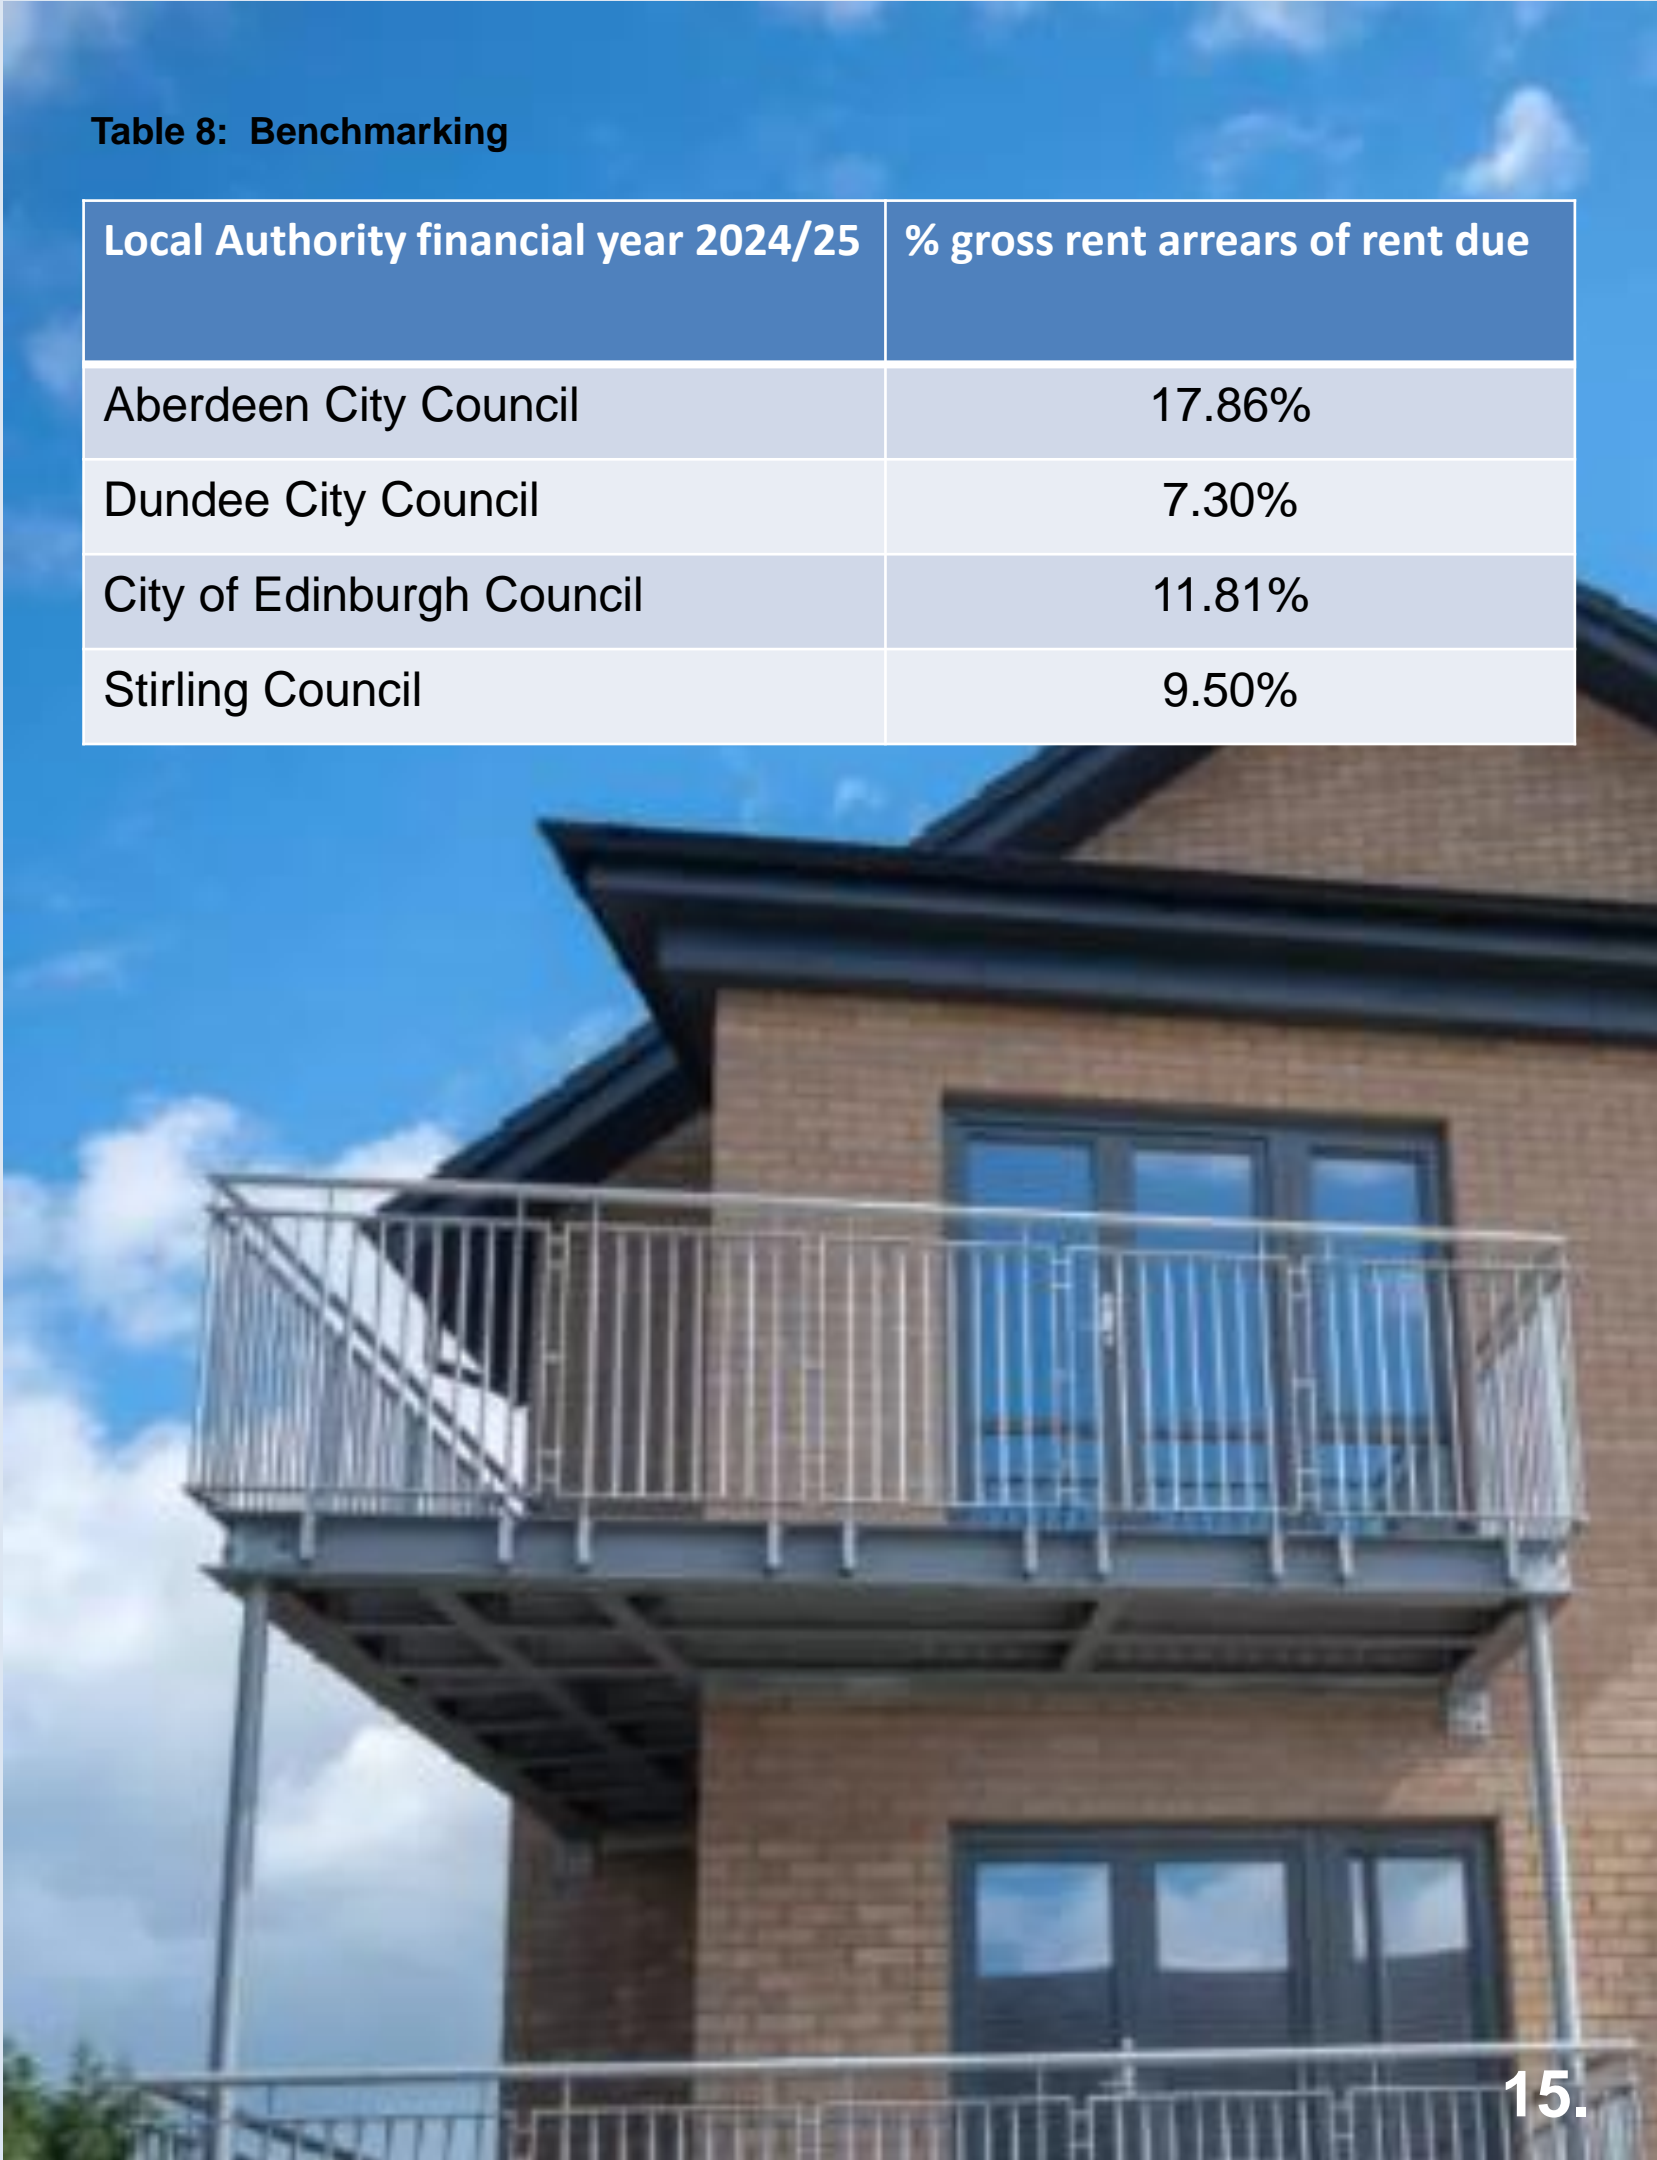 Table 8: Benchmarking
Local Authority financial year 2024/25 % gross rent arrears of rent due
Aberdeen City Council 17.86%
Dundee City Council 7.30%
City of Edinburgh Council 11.81%
Stirling Council 9.50%
15.